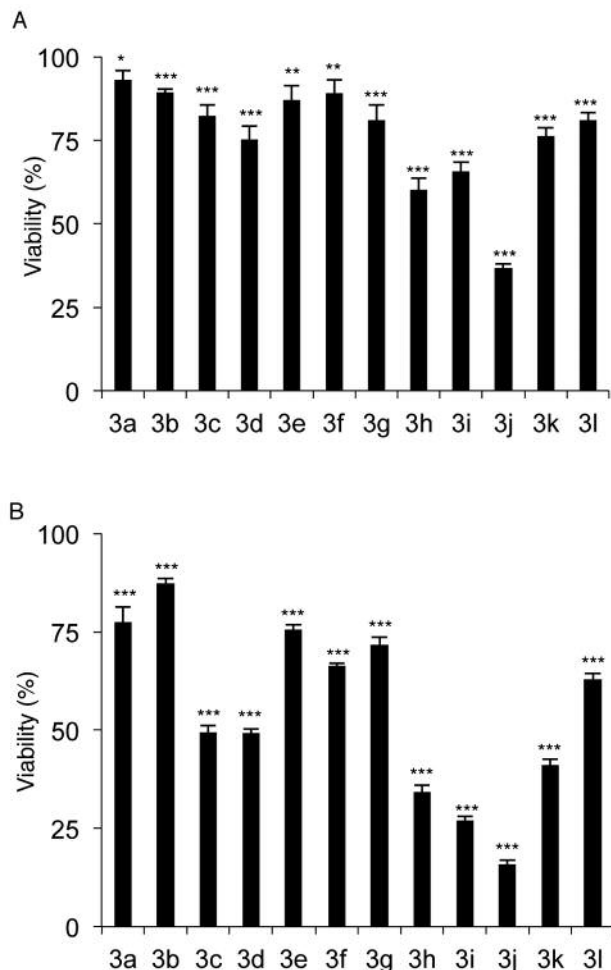 A
Viability (%)
100
75
50
25
0
* *** *** *** ** ** *** *** *** *** *** ***
3a 3b 3c 3d 3e 3f 3g 3h 3i 3j 3k 3l
B
Viability (%)
100
75
50
25
0
*** *** *** *** *** *** *** *** *** *** *** ***
3a 3b 3c 3d 3e 3f 3g 3h 3i 3j 3k 3l